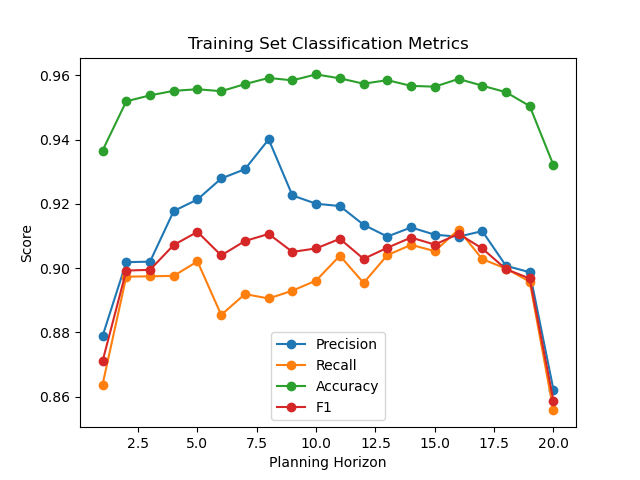 Training Set Classification Metrics
0.96
0.94
0.92
0.90
0.88
0.86
Score
Precision
Recall
Accuracy
F1
2.5 5.0 7.5 10.0 12.5 15.0 17.5 20.0
Planning Horizon